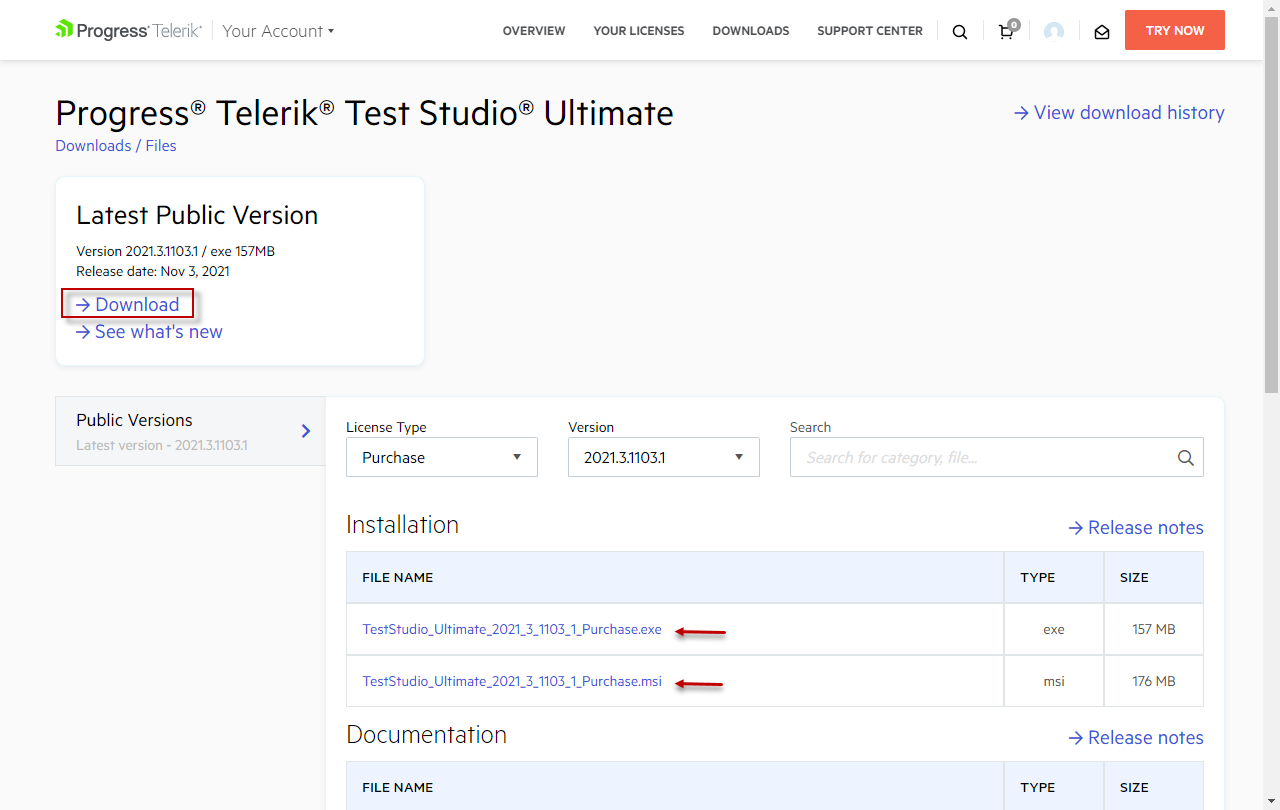 Progress® Telerik® Your Account OVERVIEW YOUR LICENSES DOWNLOADS SUPPORT CENTER 0 TRY NOW
Progress® Telerik® Test Studio® Ultimate
View download history
Downloads / Files
Latest Public Version
Version 2021.3.1103.1 / exe 157MB
Release date: Nov 3, 2021
Download
See what's new
Public Versions
Latest version - 2021.3.1103.1
License Type Version Search
Purchase 2021.3.1103.1 Search for category, file...
Installation Release notes
FILE NAME TYPE SIZE
TestStudio_Ultimate_2021_3_1103_1_Purchase.exe exe 157 MB
TestStudio_Ultimate_2021_3_1103_1_Purchase.msi msi 176 MB
Documentation Release notes
FILE NAME TYPE SIZE